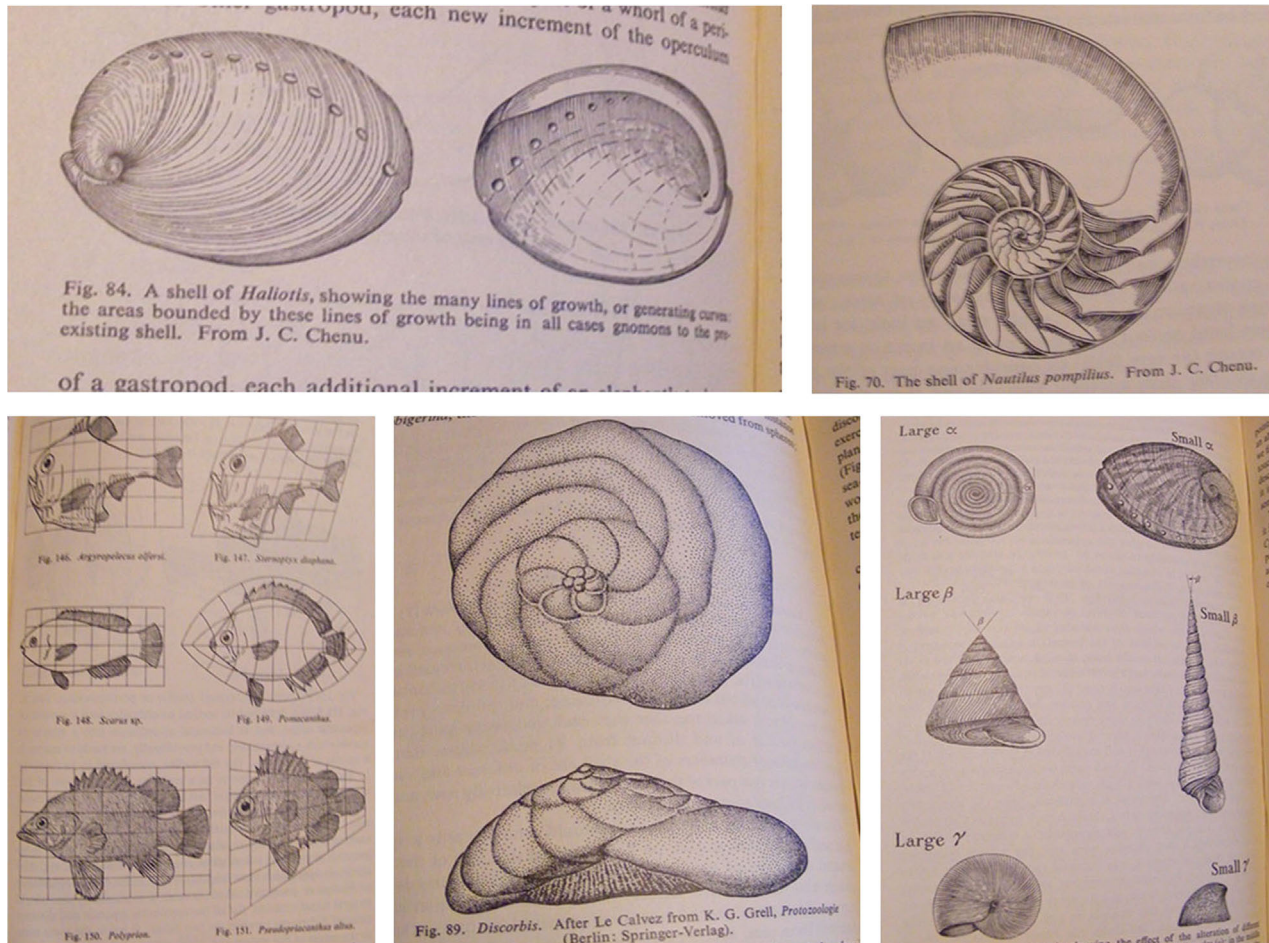 gastropod, each new increment of the operculum
of a whorl of a peri-
Fig. 84. A shell of Haliotis, showing the many lines of growth, or generating curves:
the areas bounded by these lines of growth being in all cases gnomons to the pre-
existing shell. From J. C. Chenu.
of a gastropod, each additional increment of an
Fig. 70. The shell of Nautilus pompilius. From J. C. Chenu.
Fig. 146. Argyropelecus olfersi.
Fig. 147. Sternoptyx diaphana.
Fig. 148. Scarus sp.
Fig. 149. Pomacanthus.
Fig. 150. Polyprion.
Fig. 151. Pseudopriacanthus altus.
moved from
Fig. 89. Discorbis. After Le Calvez from K. G. Grell, Protozoologie
(Berlin: Springer-Verlag).
Large α
Small α
Large β
β
β
Small β
Large γ
Small γ
the effect of the alteration of